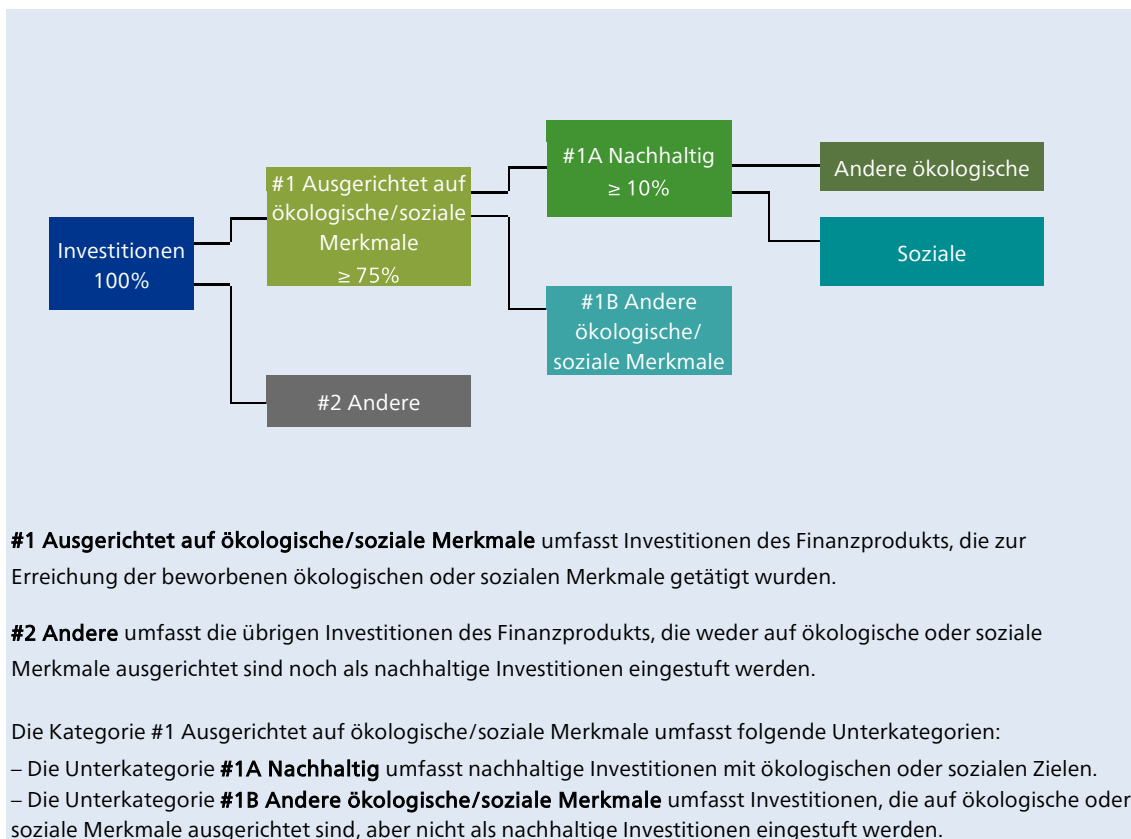 Investitionen
100%
#1 Ausgerichtet auf
ökologische/soziale
Merkmale
≥ 75%
#2 Andere
#1A Nachhaltig
≥ 10%
#1B Andere
ökologische/
soziale Merkmale
Andere ökologische
Soziale
#1 Ausgerichtet auf ökologische/soziale Merkmale umfasst Investitionen des Finanzprodukts, die zur
Erreichung der beworbenen ökologischen oder sozialen Merkmale getätigt wurden.
#2 Andere umfasst die übrigen Investitionen des Finanzprodukts, die weder auf ökologische oder soziale
Merkmale ausgerichtet sind noch als nachhaltige Investitionen eingestuft werden.
Die Kategorie #1 Ausgerichtet auf ökologische/soziale Merkmale umfasst folgende Unterkategorien:
– Die Unterkategorie #1A Nachhaltig umfasst nachhaltige Investitionen mit ökologischen oder sozialen Zielen.
– Die Unterkategorie #1B Andere ökologische/soziale Merkmale umfasst Investitionen, die auf ökologische oder
soziale Merkmale ausgerichtet sind, aber nicht als nachhaltige Investitionen eingestuft werden.